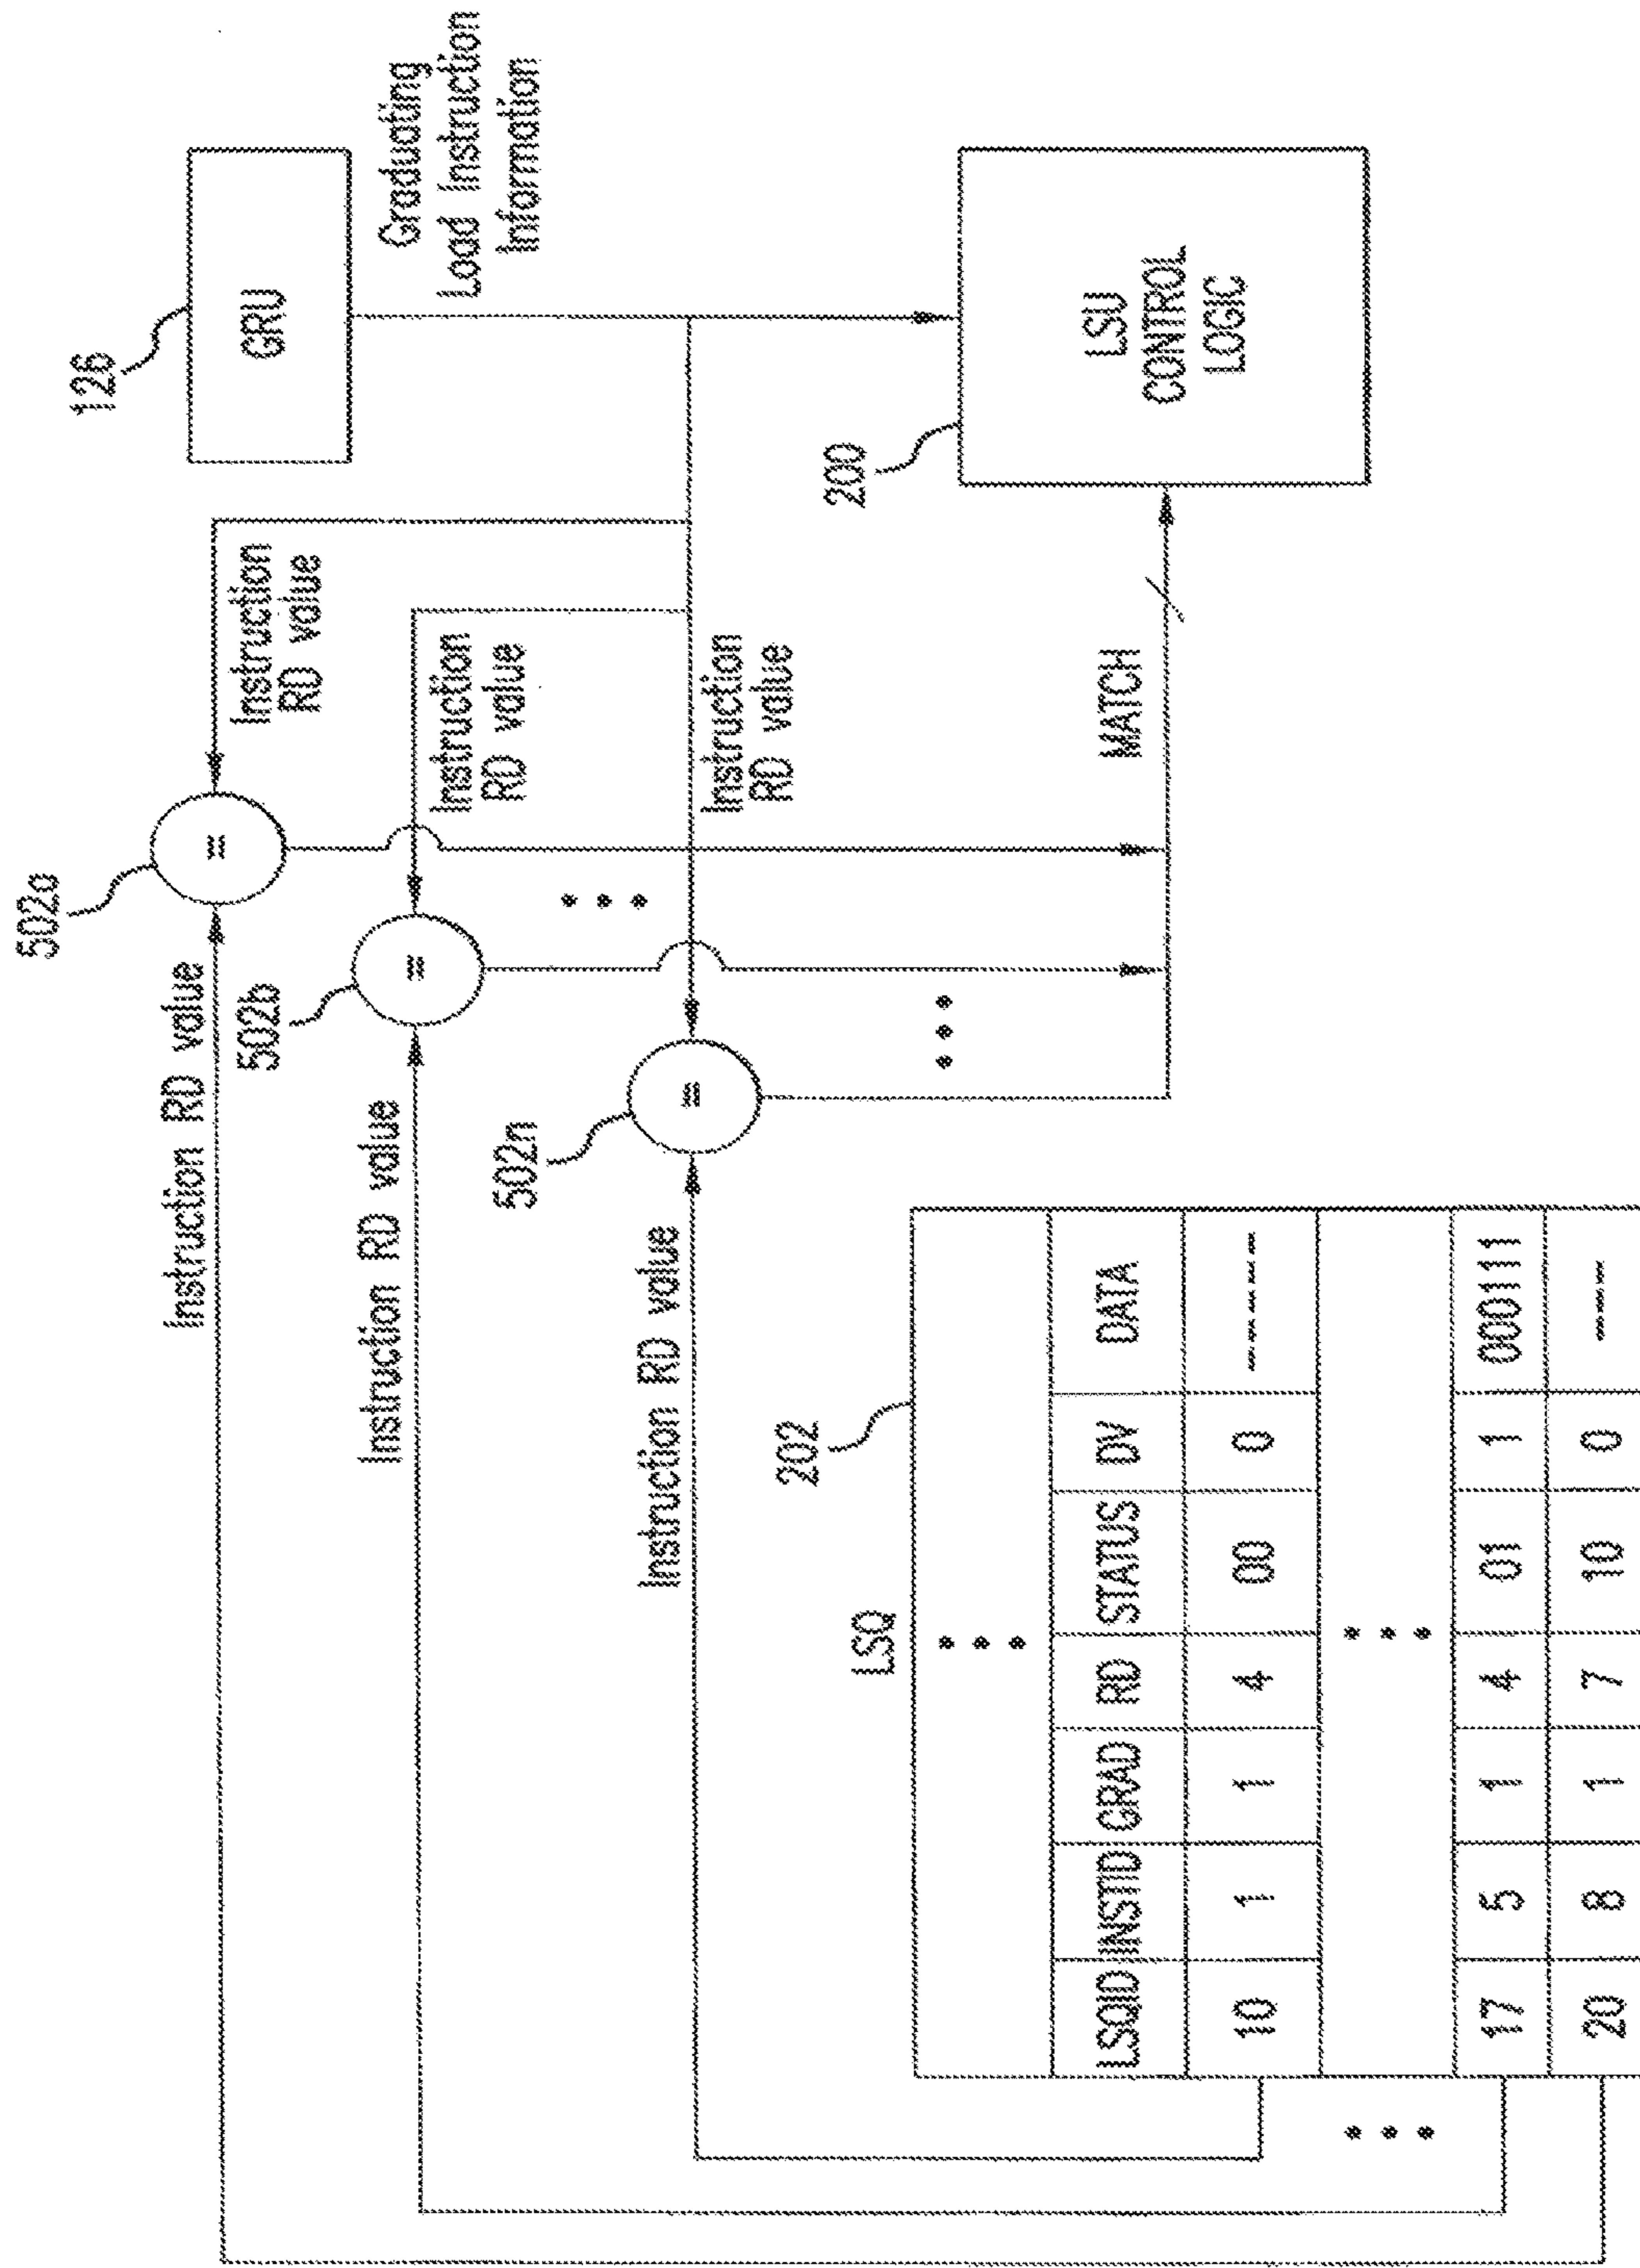 502a
Instruction RD value
=
Instruction
RD value
126
GRU
Graduating
Load Instruction
Information
Instruction RD value
502b
=
Instruction
RD value
Instruction RD value
502n
=
Instruction
RD value
MATCH
200
LSU
CONTROL
LOGIC
LSQ
202
LSQID INSTID GRAD RD STATUS DV DATA
10 1 1 4 00 0 -----
17 5 1 4 01 1 000111
20 8 1 7 10 0 ----